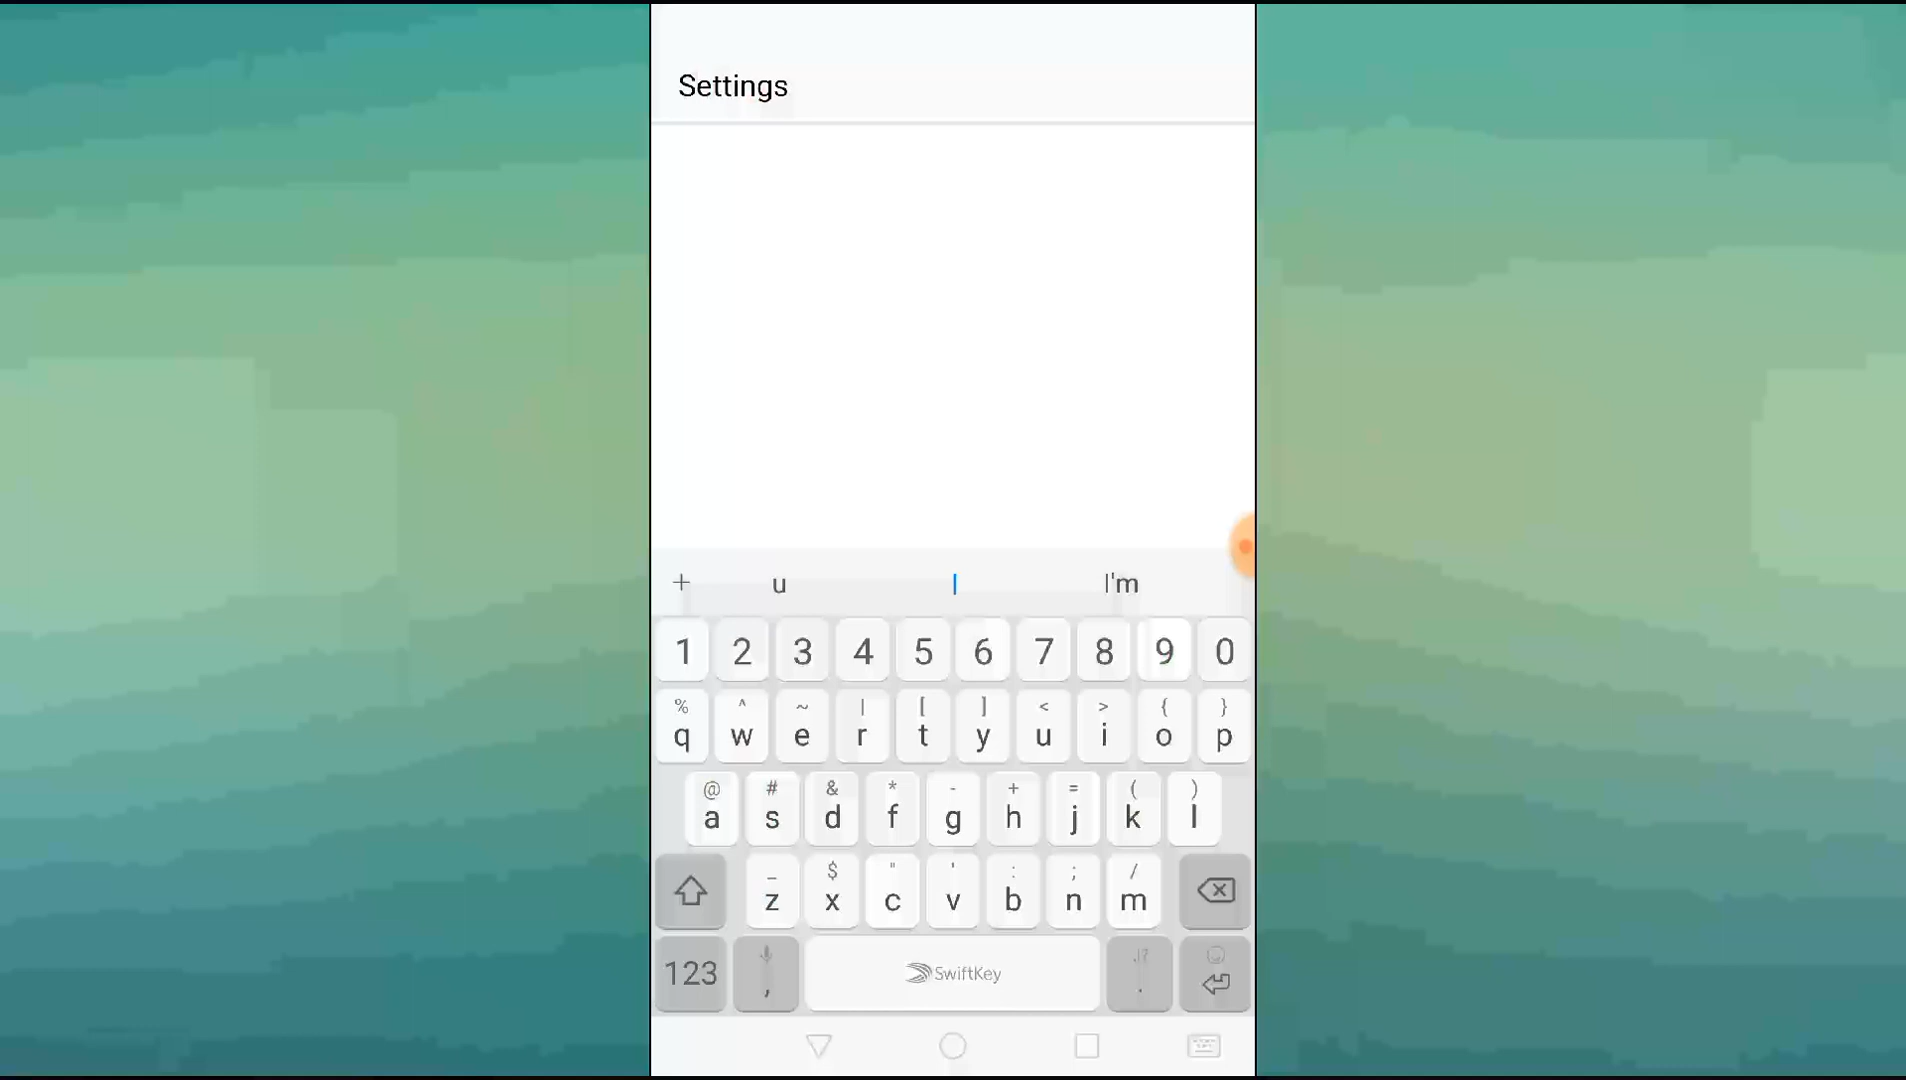 Settings
+ u I I'm
1 2 3 4 5 6 7 8 9 0
% ^ ~ | [ ] < > { }
q w e r t y u i o p
@ # & * - + = ( )
a s d f g h j k l
_ $ " ' : ; /
z x c v b n m
123 , SwiftKey .!? .